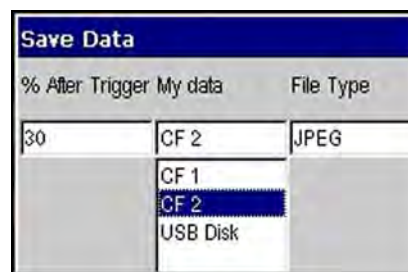 Save Data
% After Trigger My data File Type
30 CF 2 JPEG
CF 1
CF 2
USB Disk